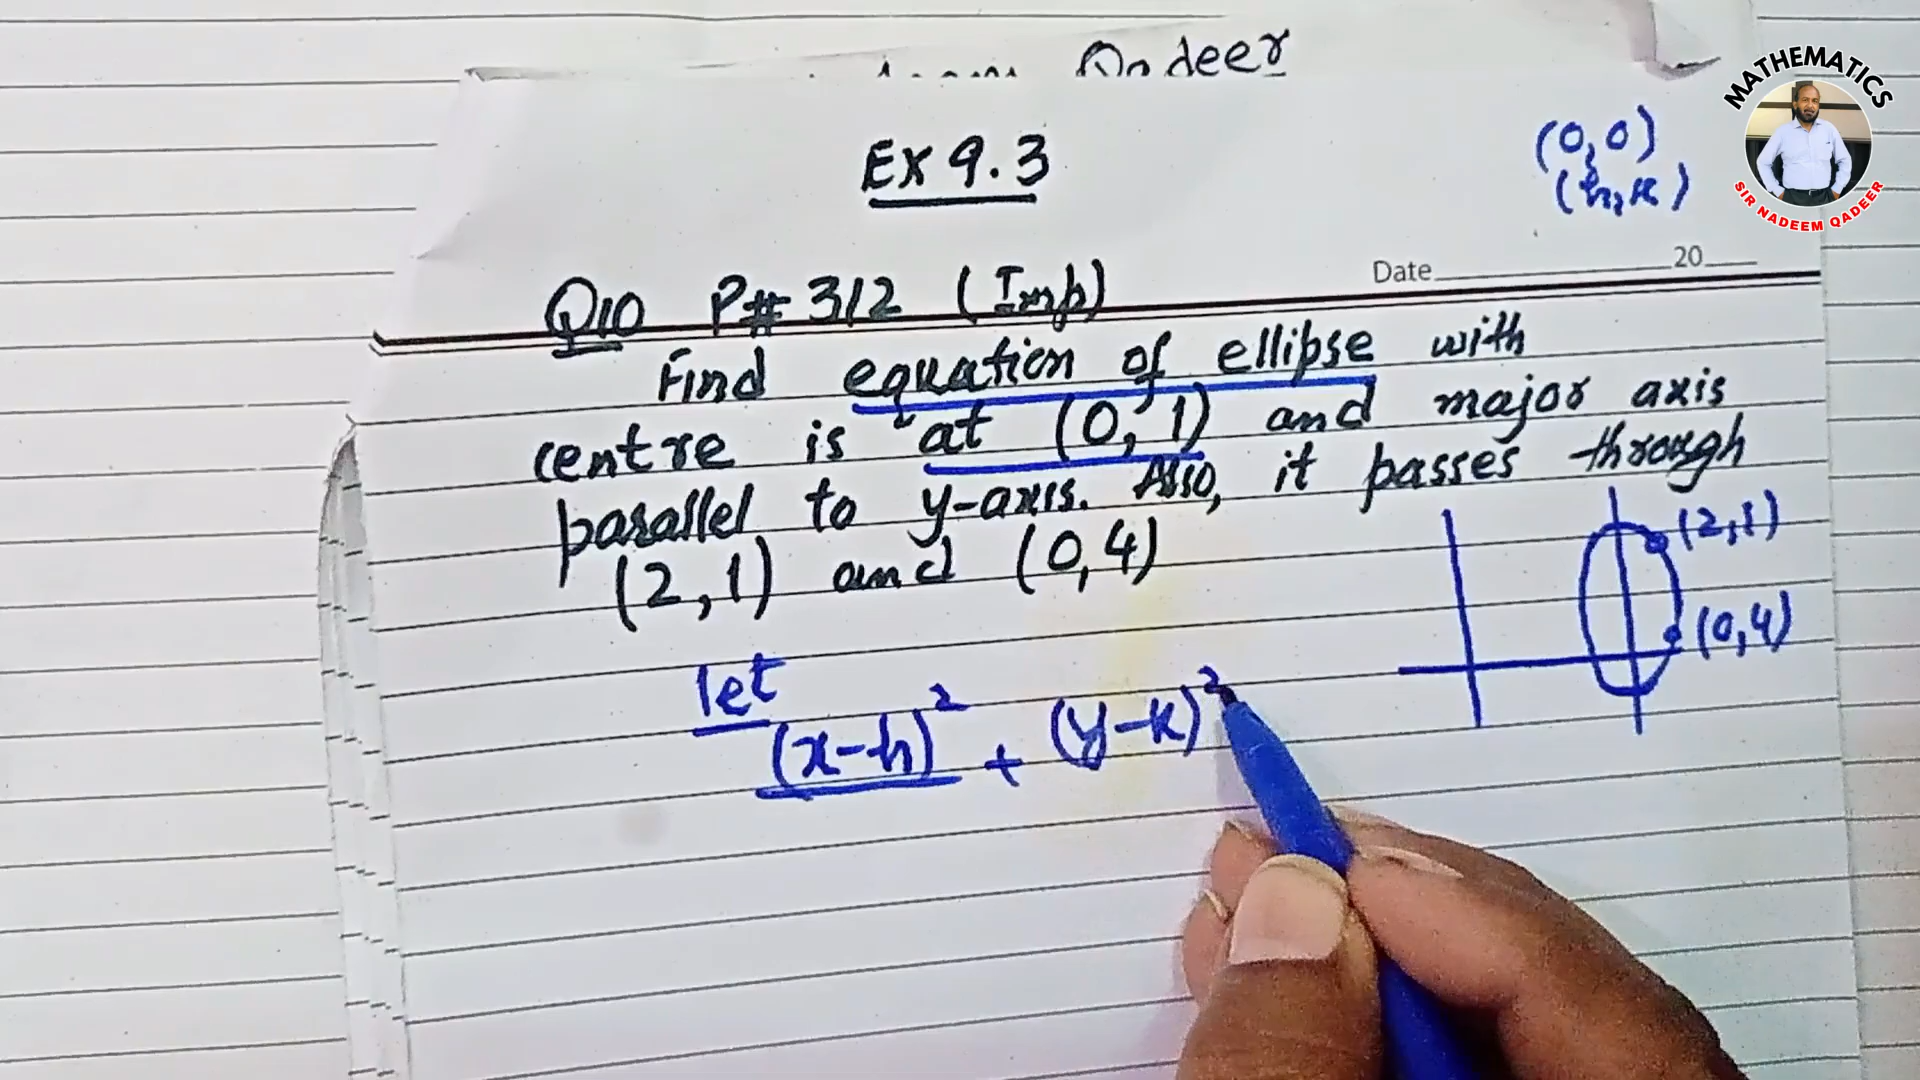 Qadeer
MATHEMATICS
SIR NADEEM QADEER
Ex 9.3
(0,0)
(h,k)
Date 20
Q10 P# 312 (Imp)
Find equation of ellipse with
centre is at (0,1) and major axis
parallel to y-axis. Also, it passes through
(2,1) and (0,4)
(2,1)
(0,4)
let
(x-h)² + (y-k)²